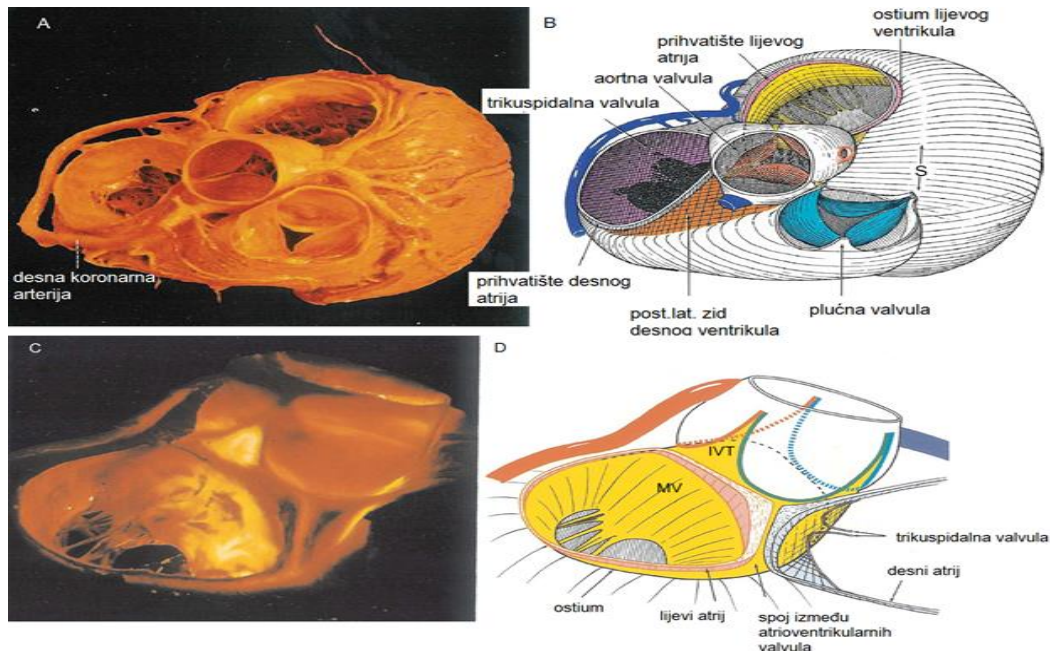 A
desna koronarna
arterija
B
ostium lijevog
ventrikula
prihvatište lijevog
atrija
aortna valvula
trikuspidalna valvula
S
prihvatište desnog
atrija
post.lat. zid
desnog ventrikula
plućna valvula
C
D
IVT
MV
trikuspidalna valvula
desni atrij
ostium
lijevi atrij
spoj između
atrioventrikularnih
valvula